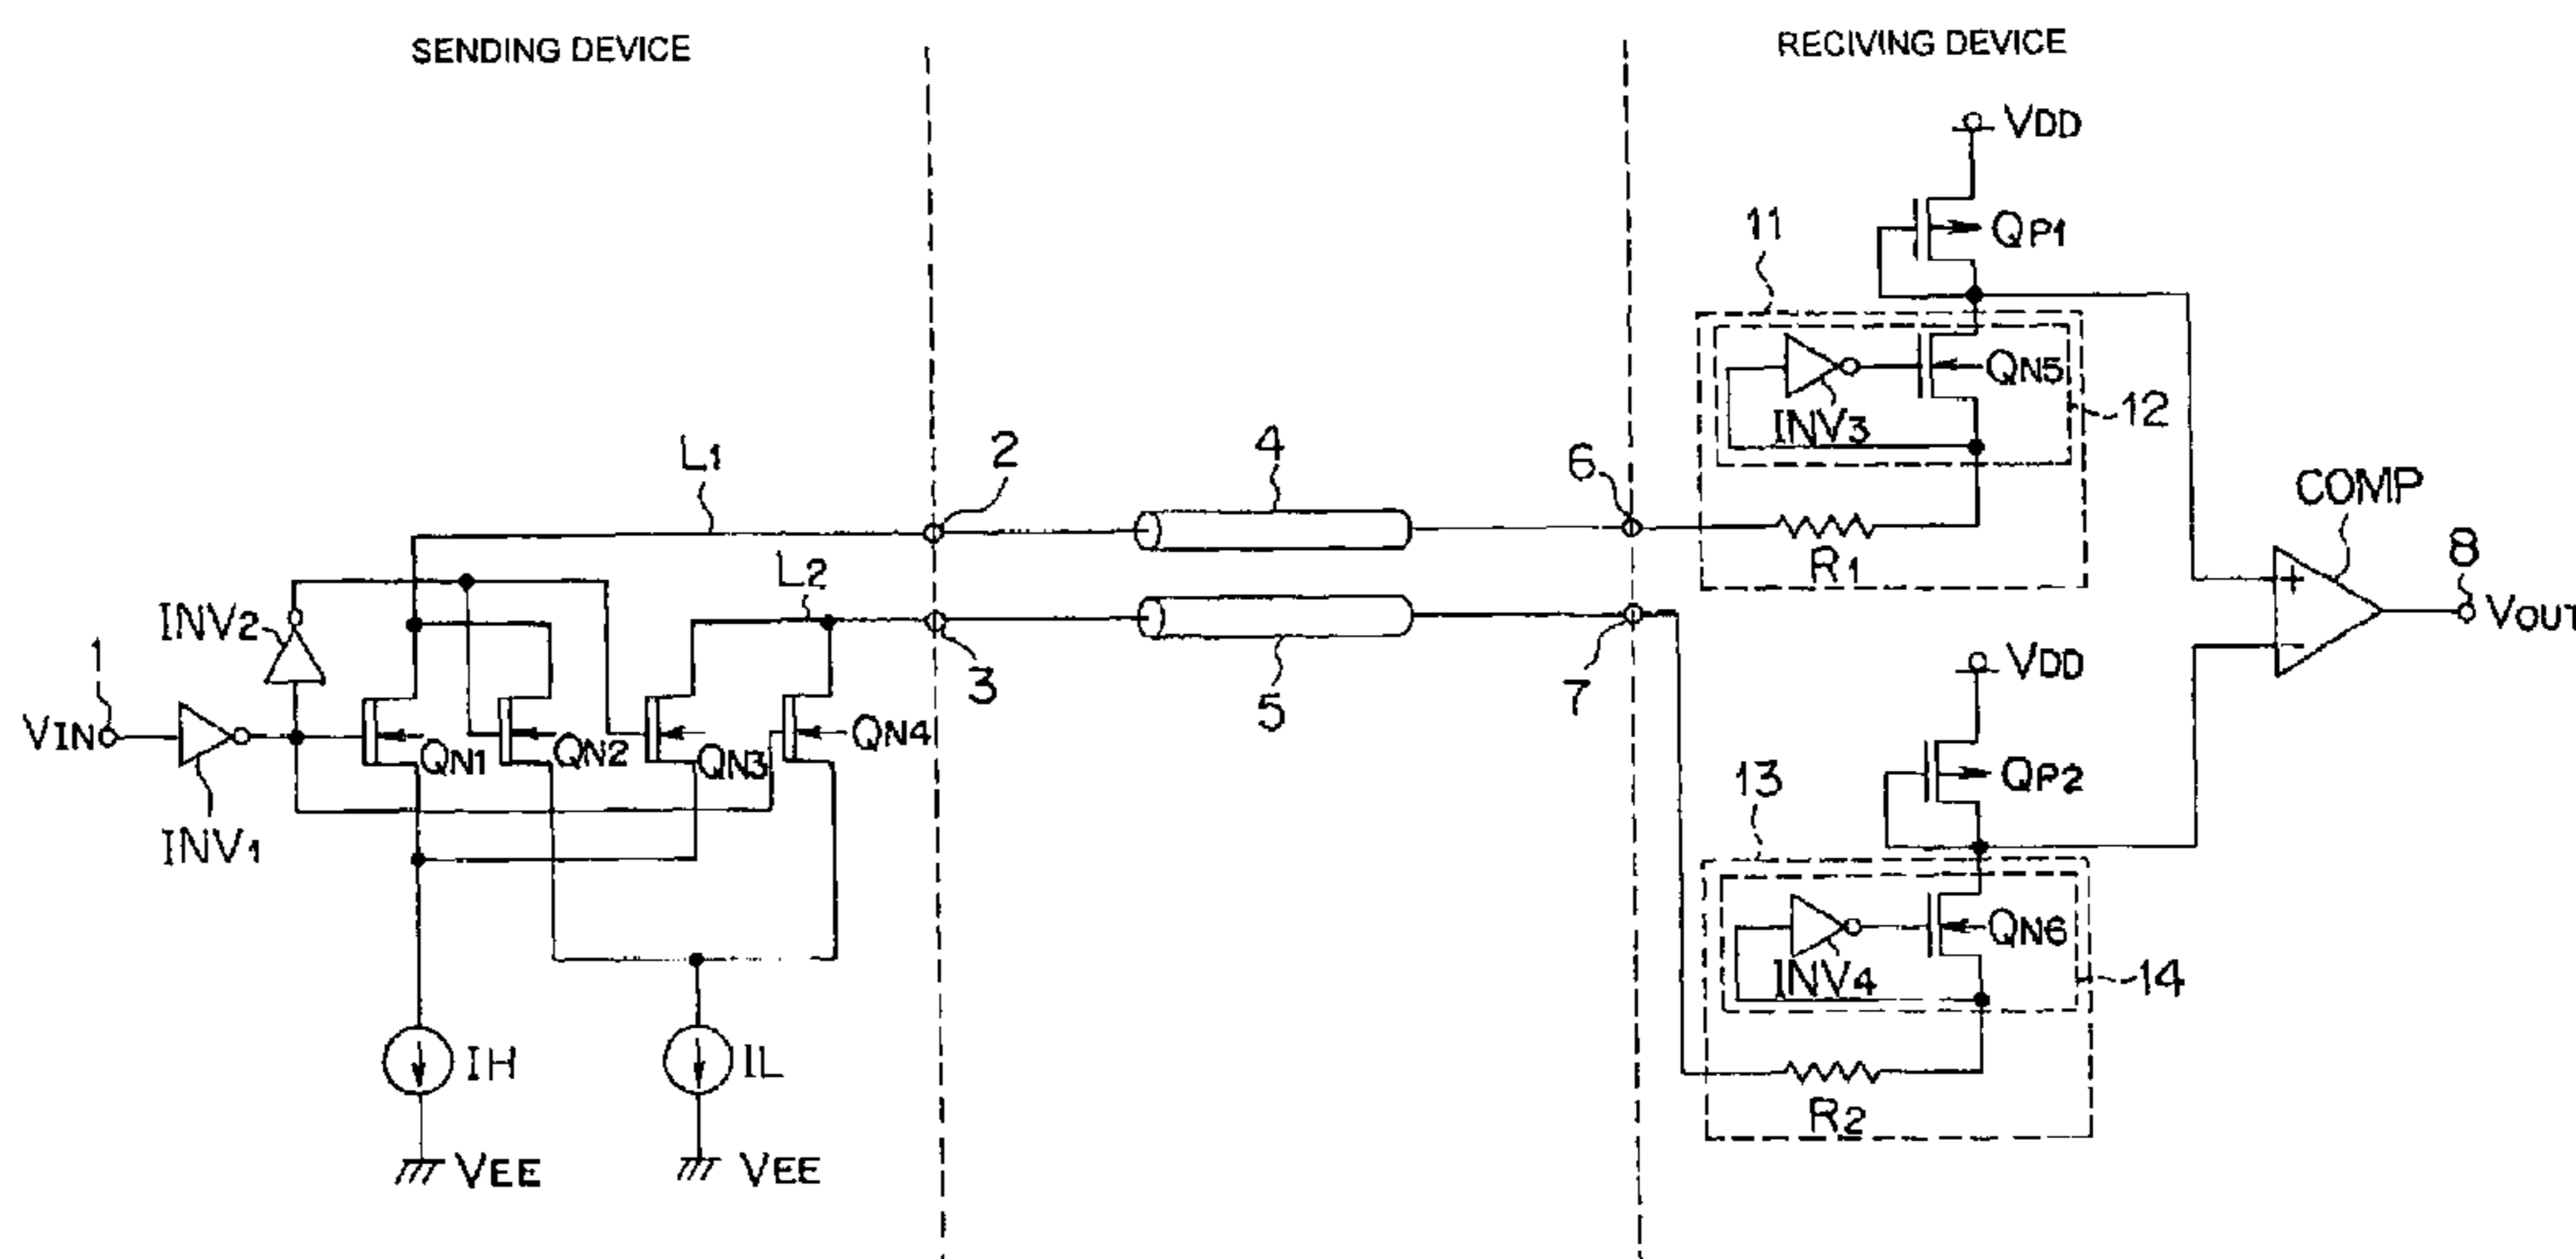 SENDING DEVICE
RECIVING DEVICE
VDD
11
QP1
QN5
12
INV3
L1
2
4
6
COMP
R1
8
VOUT
L2
INV2
1
3
5
7
VDD
VIN
QN1
QN2
QN3
QN4
QP2
13
INV1
+
−
QN6
INV4
14
IH
IL
R2
VEE
VEE